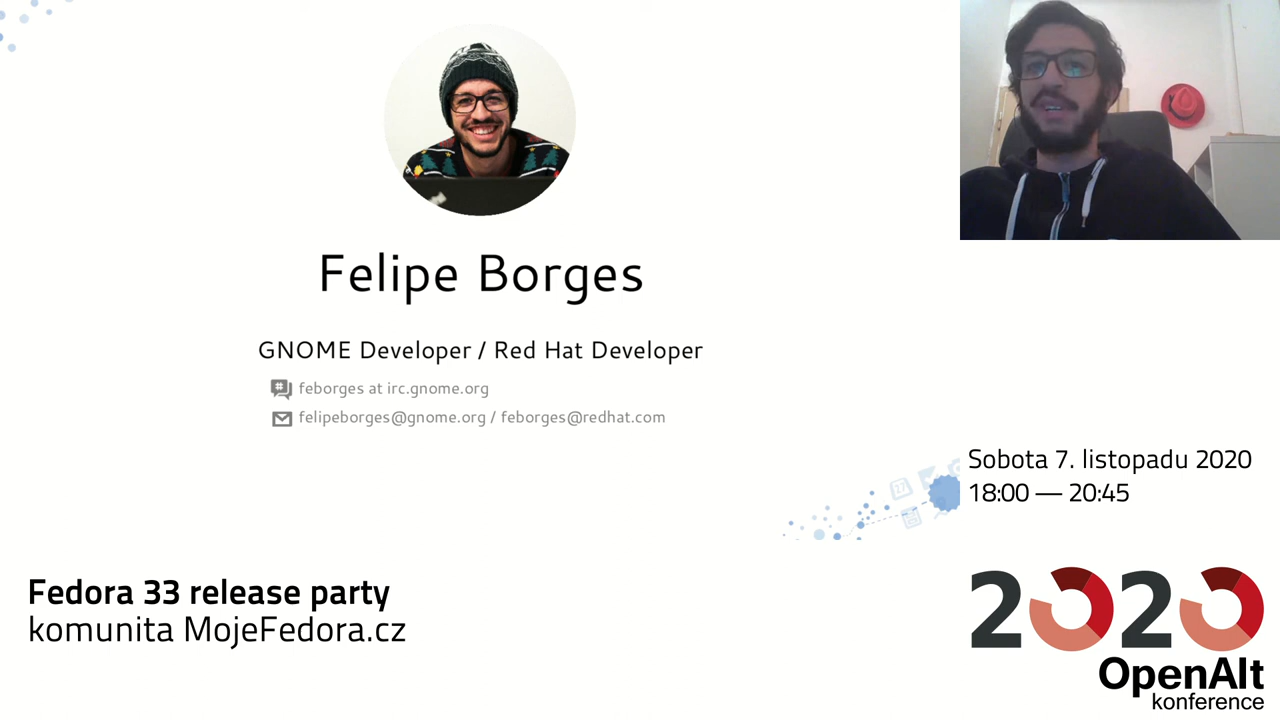 Felipe Borges
GNOME Developer / Red Hat Developer
feborges at irc.gnome.org
felipeborges@gnome.org / feborges@redhat.com
Sobota 7. listopadu 2020
18:00 — 20:45
Fedora 33 release party
komunita MojeFedora.cz
2020
OpenAlt
konference
27